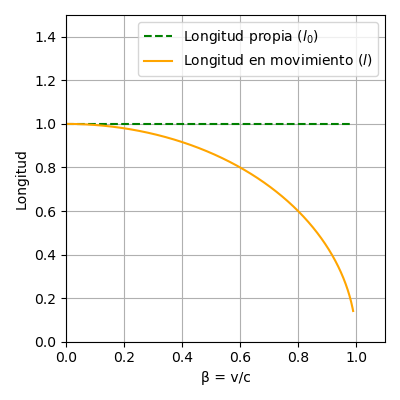 1.4
1.2
1.0
0.8
0.6
0.4
0.2
0.0
Longitud
Longitud propia (l₀)
Longitud en movimiento (l)
0.0 0.2 0.4 0.6 0.8 1.0
β = v/c